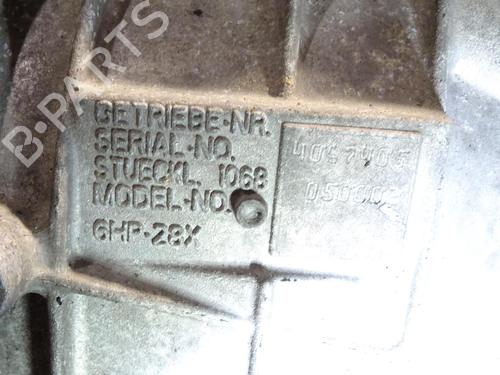 B-PARTS
GETRIEBE-NR.
SERIAL-NO.
STUECKL. 1068
MODEL-NO.
6HP-28X